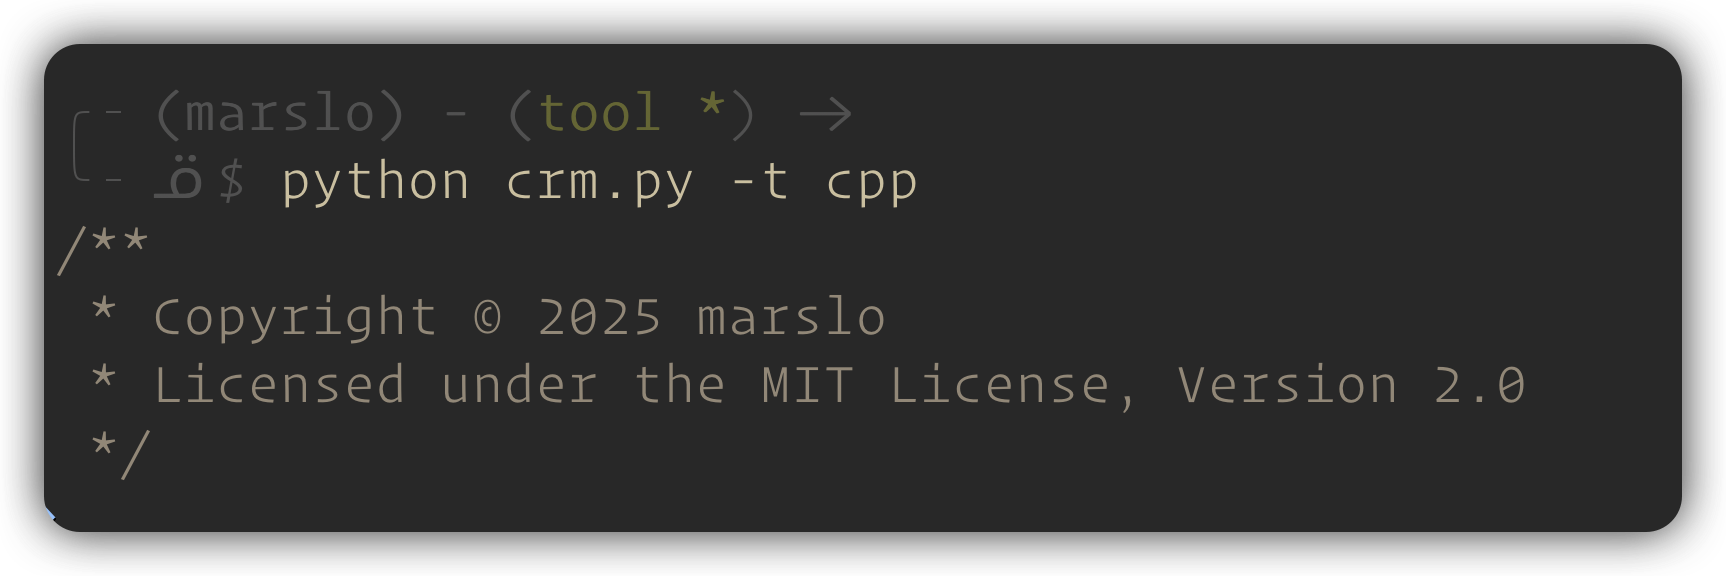 ╭╴╴ (marslo) - (tool *) →
╰╴╴ ܩ $ python crm.py -t cpp
/**
 * Copyright © 2025 marslo
 * Licensed under the MIT License, Version 2.0
 */